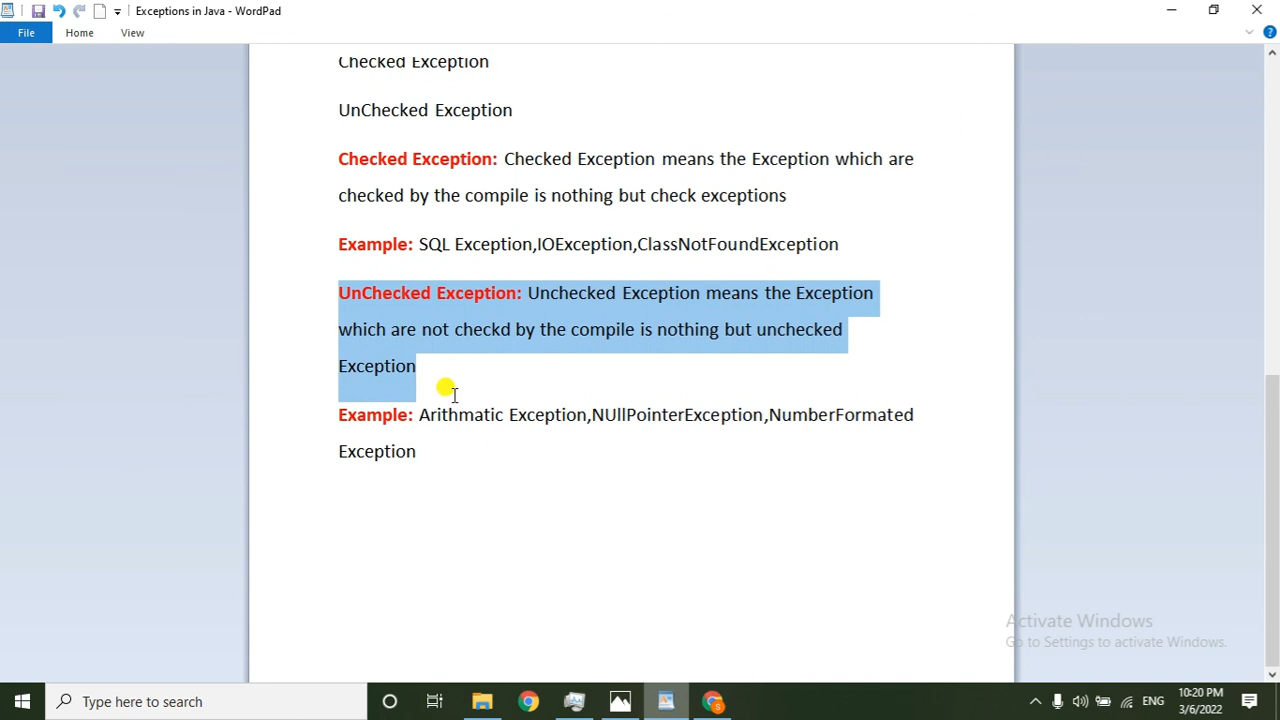 Exceptions in Java - WordPad
File Home View
Checked Exception
UnChecked Exception
Checked Exception: Checked Exception means the Exception which are
checked by the compile is nothing but check exceptions
Example: SQL Exception,IOException,ClassNotFoundException
UnChecked Exception: Unchecked Exception means the Exception
which are not checkd by the compile is nothing but unchecked
Exception
Example: Arithmatic Exception,NUllPointerException,NumberFormated
Exception
Activate Windows
Go to Settings to activate Windows.
Type here to search
ENG
10:20 PM
3/6/2022